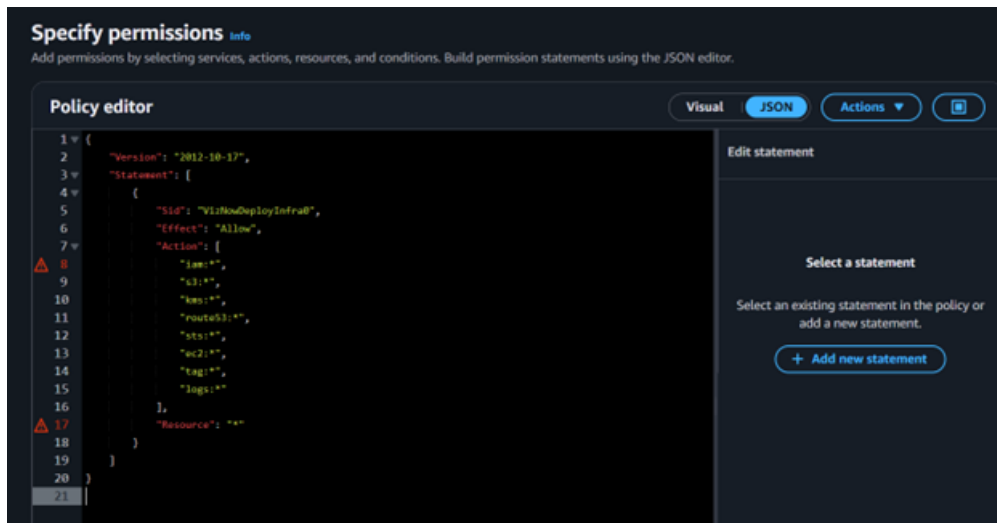 Specify permissions Info
Add permissions by selecting services, actions, resources, and conditions. Build permission statements using the JSON editor.
Policy editor
Visual
JSON
Actions
1 {
2 "Version": "2012-10-17",
3 "Statement": [
4 {
5 "Sid": "VizNowDeployInfra0",
6 "Effect": "Allow",
7 "Action": [
8 "iam:*",
9 "s3:*",
10 "kms:*",
11 "route53:*",
12 "sts:*",
13 "ec2:*",
14 "tag:*",
15 "logs:*"
16 ],
17 "Resource": "*"
18 }
19 ]
20 }
21
Edit statement
Select a statement
Select an existing statement in the policy or
add a new statement.
+ Add new statement